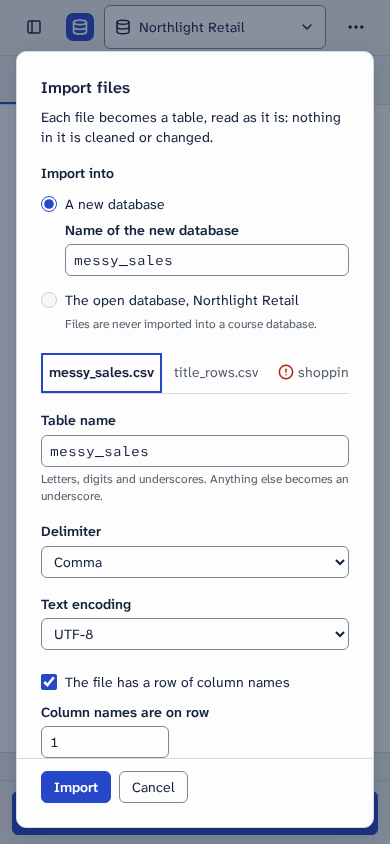 Northlight Retail
Import files
Each file becomes a table, read as it is: nothing
in it is cleaned or changed.
Import into
A new database
Name of the new database
messy_sales
The open database, Northlight Retail
Files are never imported into a course database.
messy_sales.csv
title_rows.csv
shoppin
Table name
messy_sales
Letters, digits and underscores. Anything else becomes an
underscore.
Delimiter
Comma
Text encoding
UTF-8
The file has a row of column names
Column names are on row
1
Import
Cancel